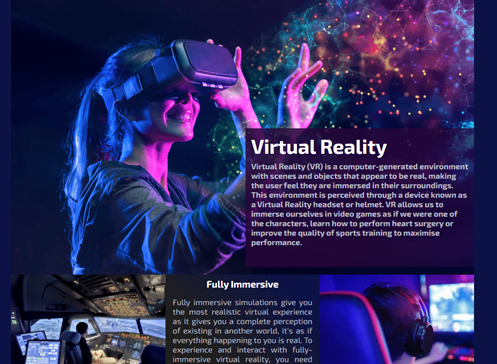 Virtual Reality
Virtual Reality (VR) is a computer-generated environment
with scenes and objects that appear to be real, making
the user feel they are immersed in their surroundings.
This environment is perceived through a device known as
a Virtual Reality headset or helmet. VR allows us to
immerse ourselves in video games as if we were one of
the characters, learn how to perform heart surgery or
improve the quality of sports training to maximise
performance.
Fully Immersive
Fully immersive simulations give you
the most realistic virtual experience
as it gives you a complete perception
of existing in another world, it's as if
everything happening to you is real. To
experience and interact with fully-
immersive virtual reality, you need